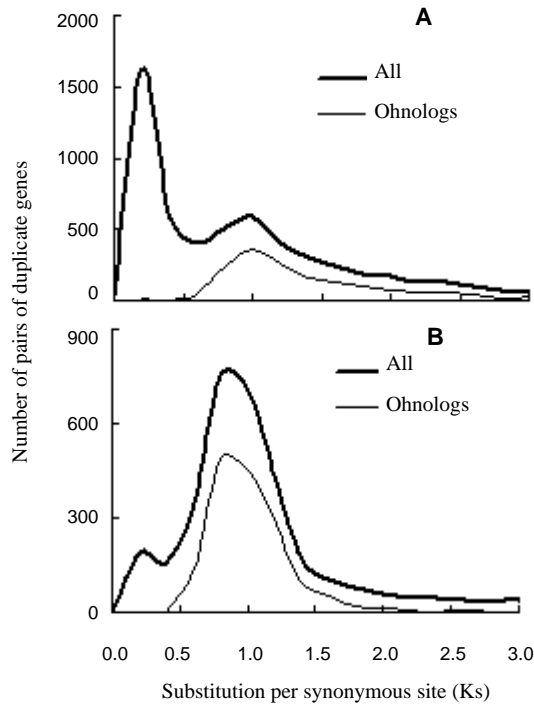 2000
A
All
1500
Ohnologs
1000
500
0
Number of pairs of duplicate genes
900
B
All
600
Ohnologs
300
0
0.0 0.5 1.0 1.5 2.0 2.5 3.0
Substitution per synonymous site (Ks)